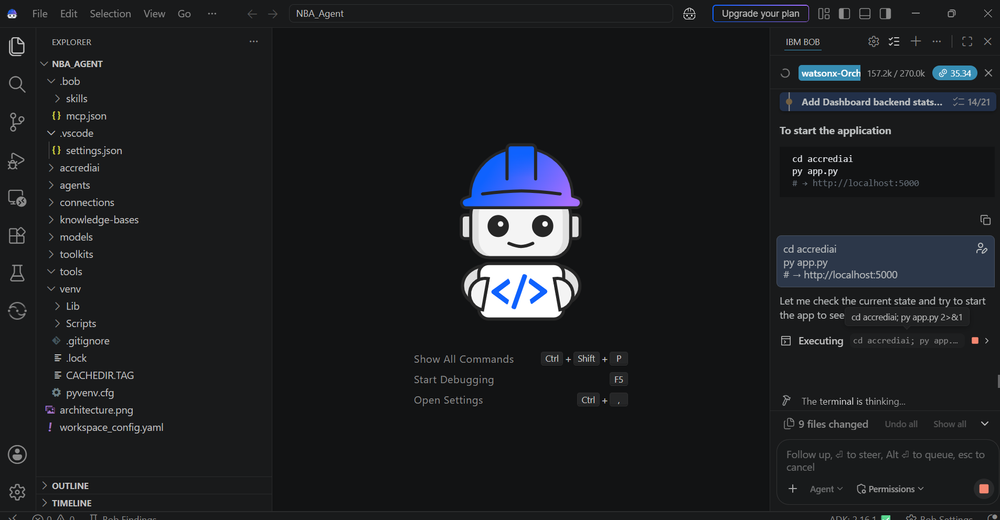 File Edit Selection View Go ···
NBA_Agent
Upgrade your plan
EXPLORER
NBA_AGENT
.bob
skills
{} mcp.json
.vscode
{} settings.json
accrediai
agents
connections
knowledge-bases
models
toolkits
tools
venv
Lib
Scripts
.gitignore
.lock
CACHEDIR.TAG
pyvenv.cfg
architecture.png
! workspace_config.yaml
OUTLINE
TIMELINE
</>
Show All Commands Ctrl + Shift + P
Start Debugging F5
Open Settings Ctrl + ,
IBM BOB
watsonx-Orch 157.2k / 270.0k 35.34
Add Dashboard backend stats... 14/21
To start the application
cd accrediai
py app.py
# → http://localhost:5000
cd accrediai
py app.py
# → http://localhost:5000
Let me check the current state and try to start
the app to see
cd accrediai; py app.py 2>&1
Executing cd accrediai; py app....
The terminal is thinking...
9 files changed Undo all Show all
Follow up, ⏎ to steer, Alt ⏎ to queue, esc to
cancel
Agent Permissions
0 0 Bob Findings
ADK: 2.16.1 Bob Settings